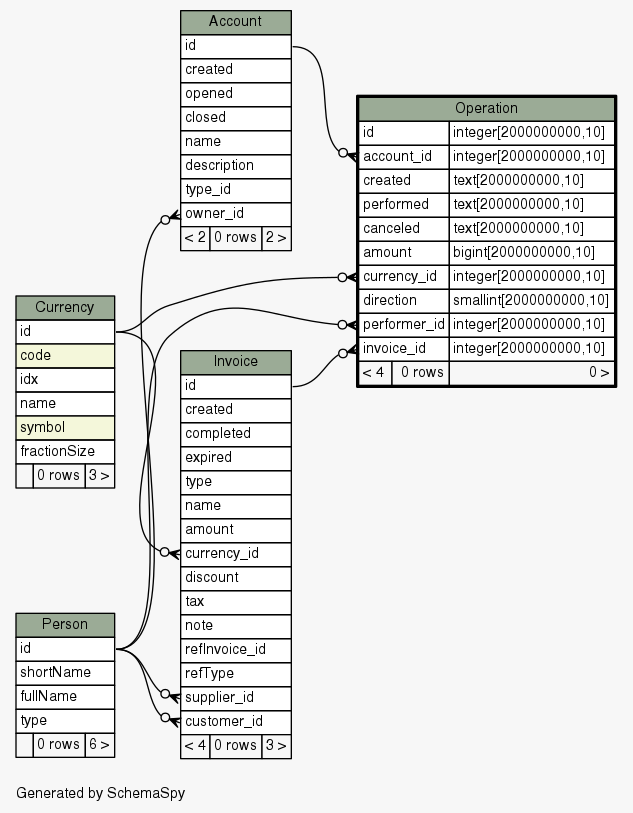 Account
id
created
opened
closed
name
description
type_id
owner_id
< 2 0 rows 2 >
Operation
id integer[2000000000,10]
account_id integer[2000000000,10]
created text[2000000000,10]
performed text[2000000000,10]
canceled text[2000000000,10]
amount bigint[2000000000,10]
currency_id integer[2000000000,10]
direction smallint[2000000000,10]
performer_id integer[2000000000,10]
invoice_id integer[2000000000,10]
< 4 0 rows 0 >
Currency
id
code
idx
name
symbol
fractionSize
0 rows 3 >
Invoice
id
created
completed
expired
type
name
amount
currency_id
discount
tax
note
refInvoice_id
refType
supplier_id
customer_id
< 4 0 rows 3 >
Person
id
shortName
fullName
type
0 rows 6 >
Generated by SchemaSpy